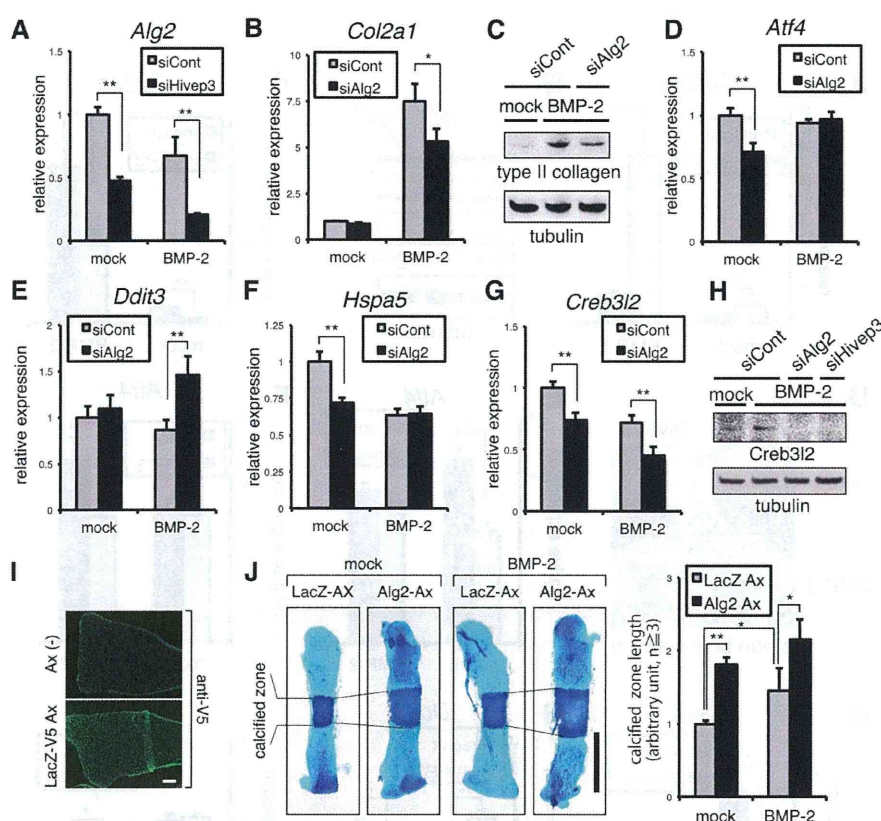 A
Alg2
siCont
siHivep3
relative expression
1.5
1
0.5
0
**
**
mock
BMP-2
B
Col2a1
siCont
siAlg2
relative expression
10
7.5
5
2.5
0
*
mock
BMP-2
C
siCont
siAlg2
mock
BMP-2
type II collagen
tubulin
D
Atf4
siCont
siAlg2
relative expression
1.5
1
0.5
0
**
mock
BMP-2
E
Ddit3
siCont
siAlg2
relative expression
2
1.5
1
0.5
0
**
mock
BMP-2
F
Hspa5
siCont
siAlg2
relative expression
1.25
1
0.75
0.5
0.25
0
**
mock
BMP-2
G
Creb3l2
siCont
siAlg2
relative expression
1.5
1
0.5
0
**
**
mock
BMP-2
H
siCont
siAlg2
siHivep3
mock
BMP-2
Creb3l2
tubulin
I
Ax (-)
LacZ-V5 Ax
anti-V5
J
mock
BMP-2
LacZ-AX
Alg2-Ax
LacZ-Ax
Alg2-Ax
calcified zone
LacZ Ax
Alg2 Ax
calcified zone length
(arbitrary unit, n≧3)
3
2
1
0
**
*
*
mock
BMP-2